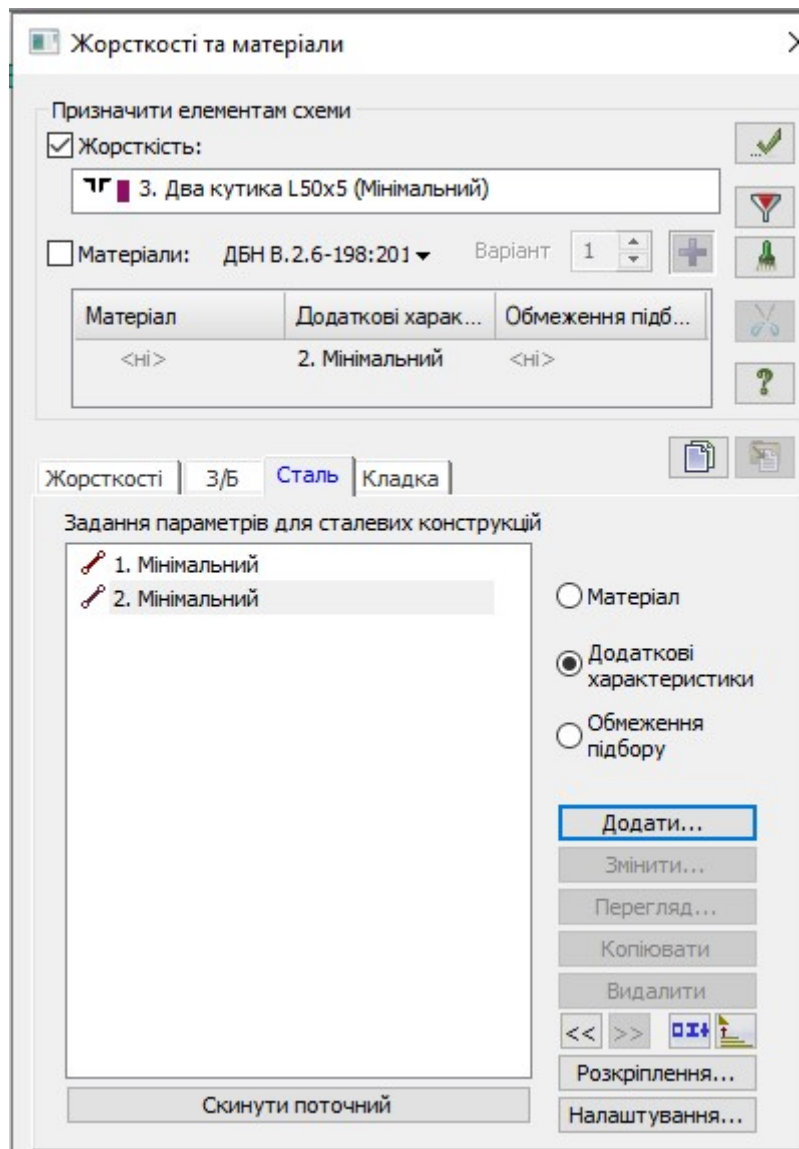 Жорсткості та матеріали
Призначити елементам схеми
Жорсткість:
3. Два кутика L50x5 (Мінімальний)
Матеріали: ДБН В.2.6-198:201 Варіант 1
Матеріал Додаткові харак... Обмеження підб...
<ні> 2. Мінімальний <ні>
Жорсткості З/Б Сталь Кладка
Задання параметрів для сталевих конструкцій
1. Мінімальний
2. Мінімальний
Матеріал
Додаткові
характеристики
Обмеження
підбору
Додати...
Змінити...
Перегляд...
Копіювати
Видалити
<< >>
Розкріплення...
Скинути поточний
Налаштування...